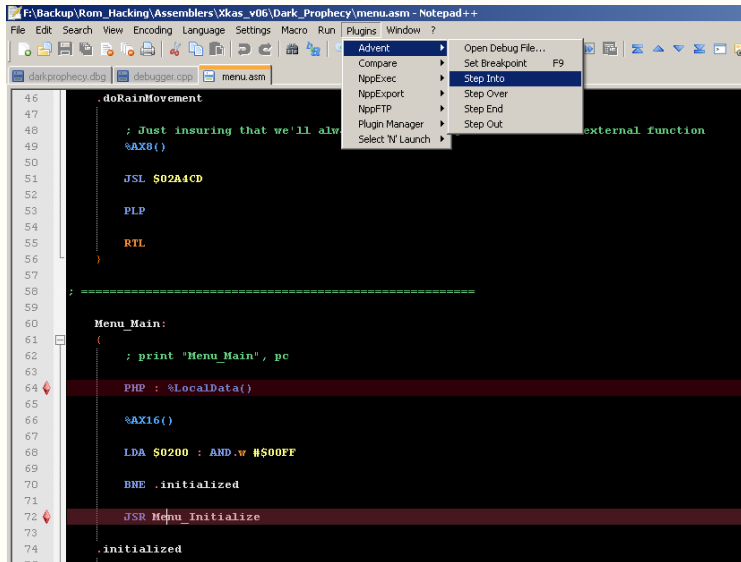 F:\Backup\Rom_Hacking\Assemblers\Xkas_v06\Dark_Prophecy\menu.asm - Notepad++
File Edit Search View Encoding Language Settings Macro Run Plugins Window ?
Advent
Open Debug File...
Compare
Set Breakpoint F9
NppExec
Step Into
NppExport
Step Over
NppFTP
Step End
Plugin Manager
Step Out
Select 'N' Launch
darkprophecy.dbg debugger.cpp menu.asm
46 .doRainMovement
47
48 ; Just insuring that we'll alw external function
49 %AX8()
50
51 JSL $02A4CD
52
53 PLP
54
55 RTL
56 }
57
58 ; ========================================================
59
60 Menu_Main:
61 {
62 ; print "Menu_Main", pc
63
64 PHP : %LocalData()
65
66 %AX16()
67
68 LDA $0200 : AND.w #$00FF
69
70 BNE .initialized
71
72 JSR Menu_Initialize
73
74 .initialized